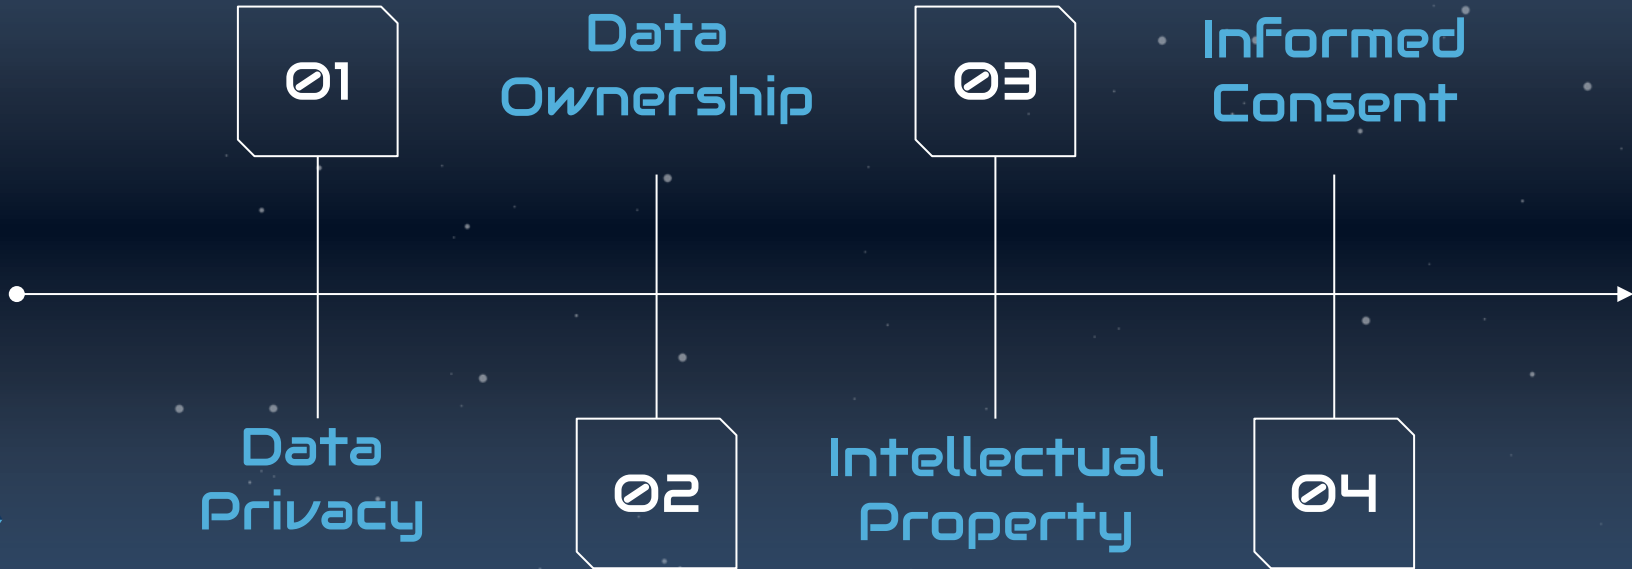 01
Data
Privacy
Data
Ownership
02
03
Intellectual
Property
Informed
Consent
04